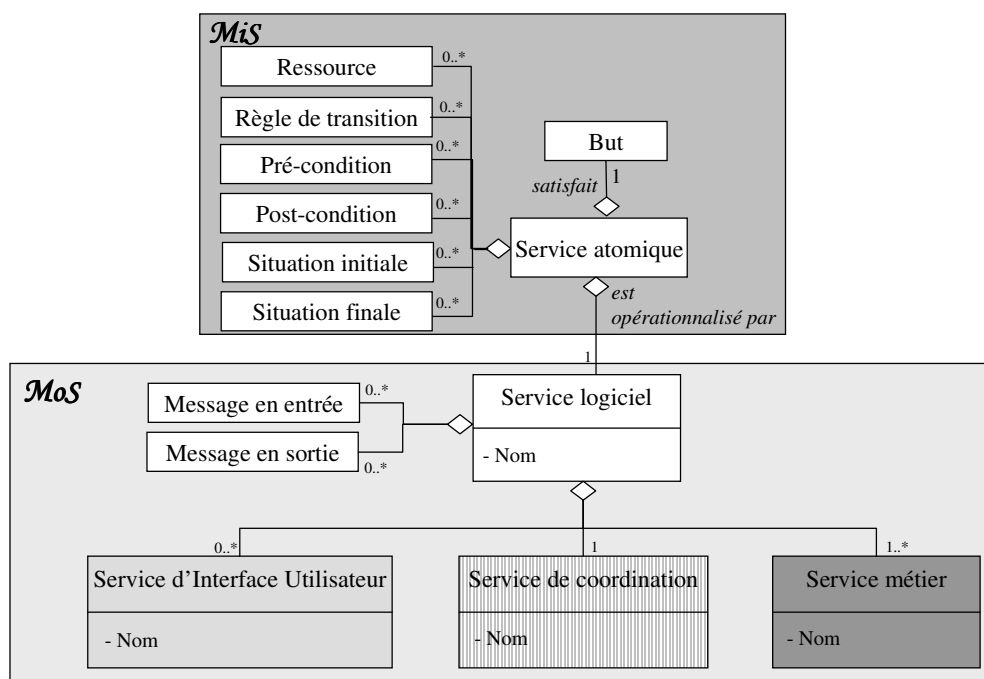 MiS
Ressource
0..*
Règle de transition
0..*
Pré-condition
0..*
Post-condition
0..*
Situation initiale
0..*
Situation finale
0..*
But
satisfait
1
Service atomique
est
opérationnalisé par
1
MoS
Message en entrée
0..*
Message en sortie
0..*
Service logiciel
- Nom
0..*
1
1..*
Service d’Interface Utilisateur
- Nom
Service de coordination
- Nom
Service métier
- Nom